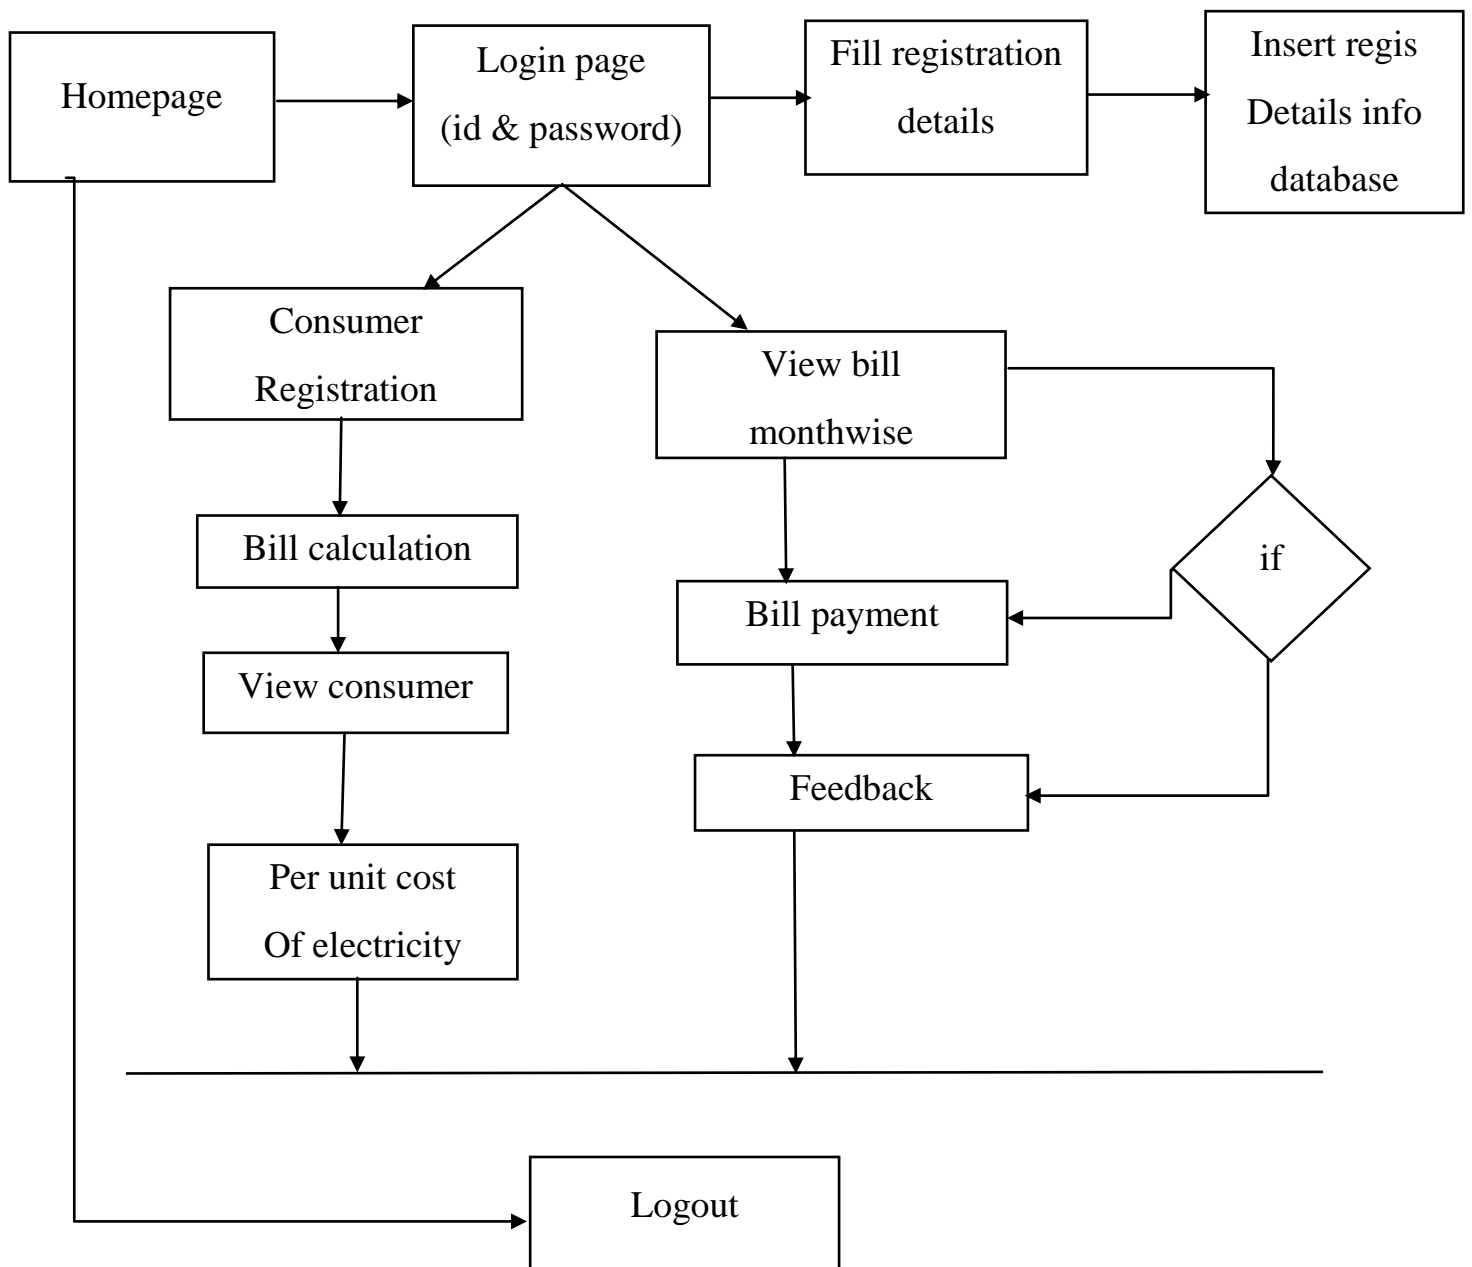 Homepage
Login page
(id & password)
Fill registration
details
Insert regis
Details info
database
Consumer
Registration
View bill
monthwise
Bill calculation
if
Bill payment
View consumer
Feedback
Per unit cost
Of electricity
Logout